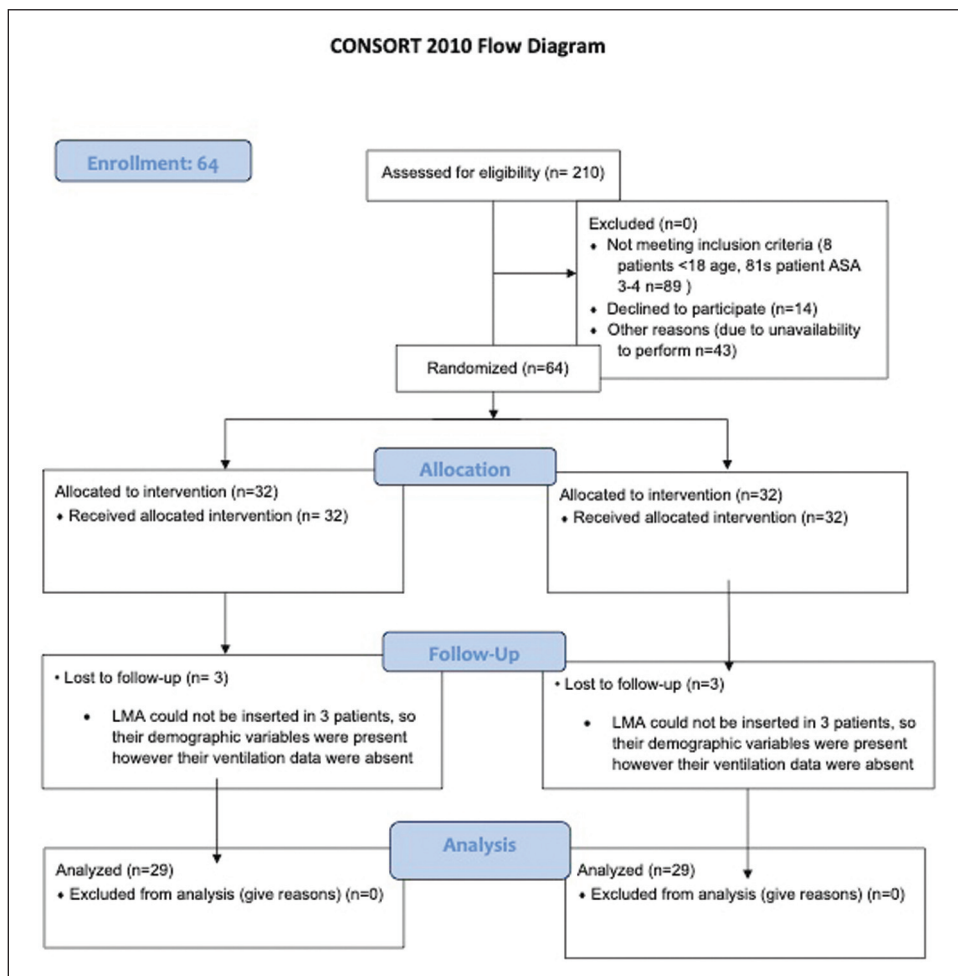 CONSORT 2010 Flow Diagram
Enrollment: 64
Assessed for eligibility (n= 210)
Excluded (n=0)
♦ Not meeting inclusion criteria (8
patients <18 age, 81s patient ASA
3-4 n=89 )
♦ Declined to participate (n=14)
♦ Other reasons (due to unavailability
to perform n=43)
Randomized (n=64)
Allocation
Allocated to intervention (n=32)
♦ Received allocated intervention (n= 32)
Allocated to intervention (n=32)
♦ Received allocated intervention (n=32)
Follow-Up
• Lost to follow-up (n= 3)
• LMA could not be inserted in 3 patients, so
their demographic variables were present
however their ventilation data were absent
• Lost to follow-up (n=3)
• LMA could not be inserted in 3 patients, so
their demographic variables were present
however their ventilation data were absent
Analysis
Analyzed (n=29)
♦ Excluded from analysis (give reasons) (n=0)
Analyzed (n=29)
♦ Excluded from analysis (give reasons) (n=0)